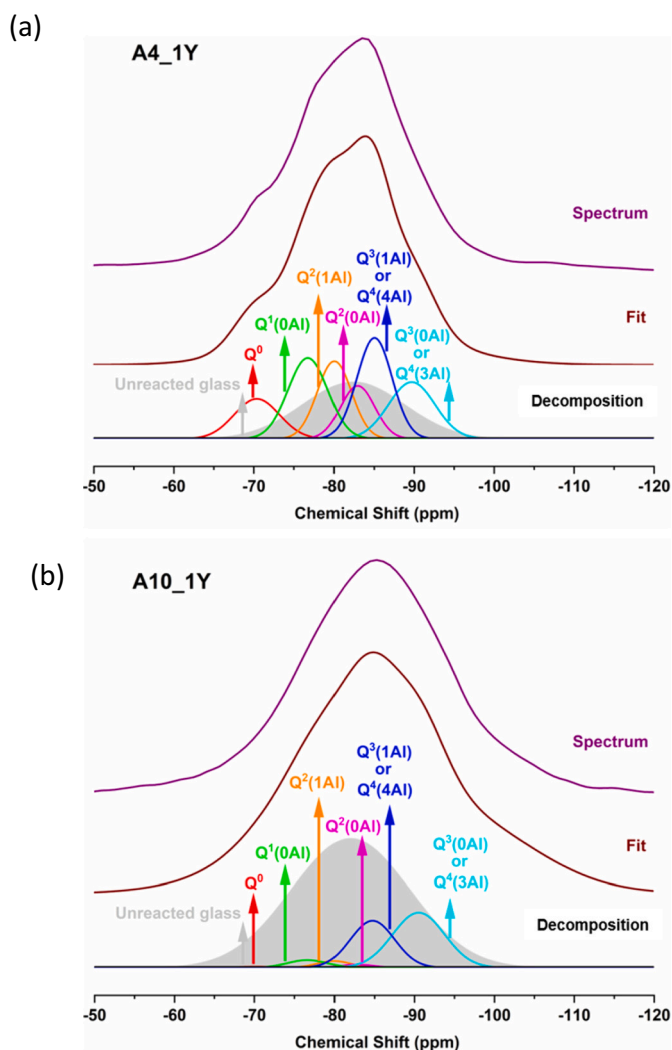 (a)
A4_1Y
Spectrum
Q³(1Al)
or
Q⁴(4Al)
Q²(1Al)
Q¹(0Al)
Q²(0Al)
Q³(0Al)
or
Q⁴(3Al)
Fit
Q⁰
Unreacted glass
Decomposition
-50 -60 -70 -80 -90 -100 -110 -120
Chemical Shift (ppm)
(b)
A10_1Y
Spectrum
Q³(1Al)
or
Q⁴(4Al)
Q²(1Al)
Q²(0Al)
Q³(0Al)
or
Q⁴(3Al)
Fit
Q¹(0Al)
Q⁰
Unreacted glass
Decomposition
-50 -60 -70 -80 -90 -100 -110 -120
Chemical Shift (ppm)